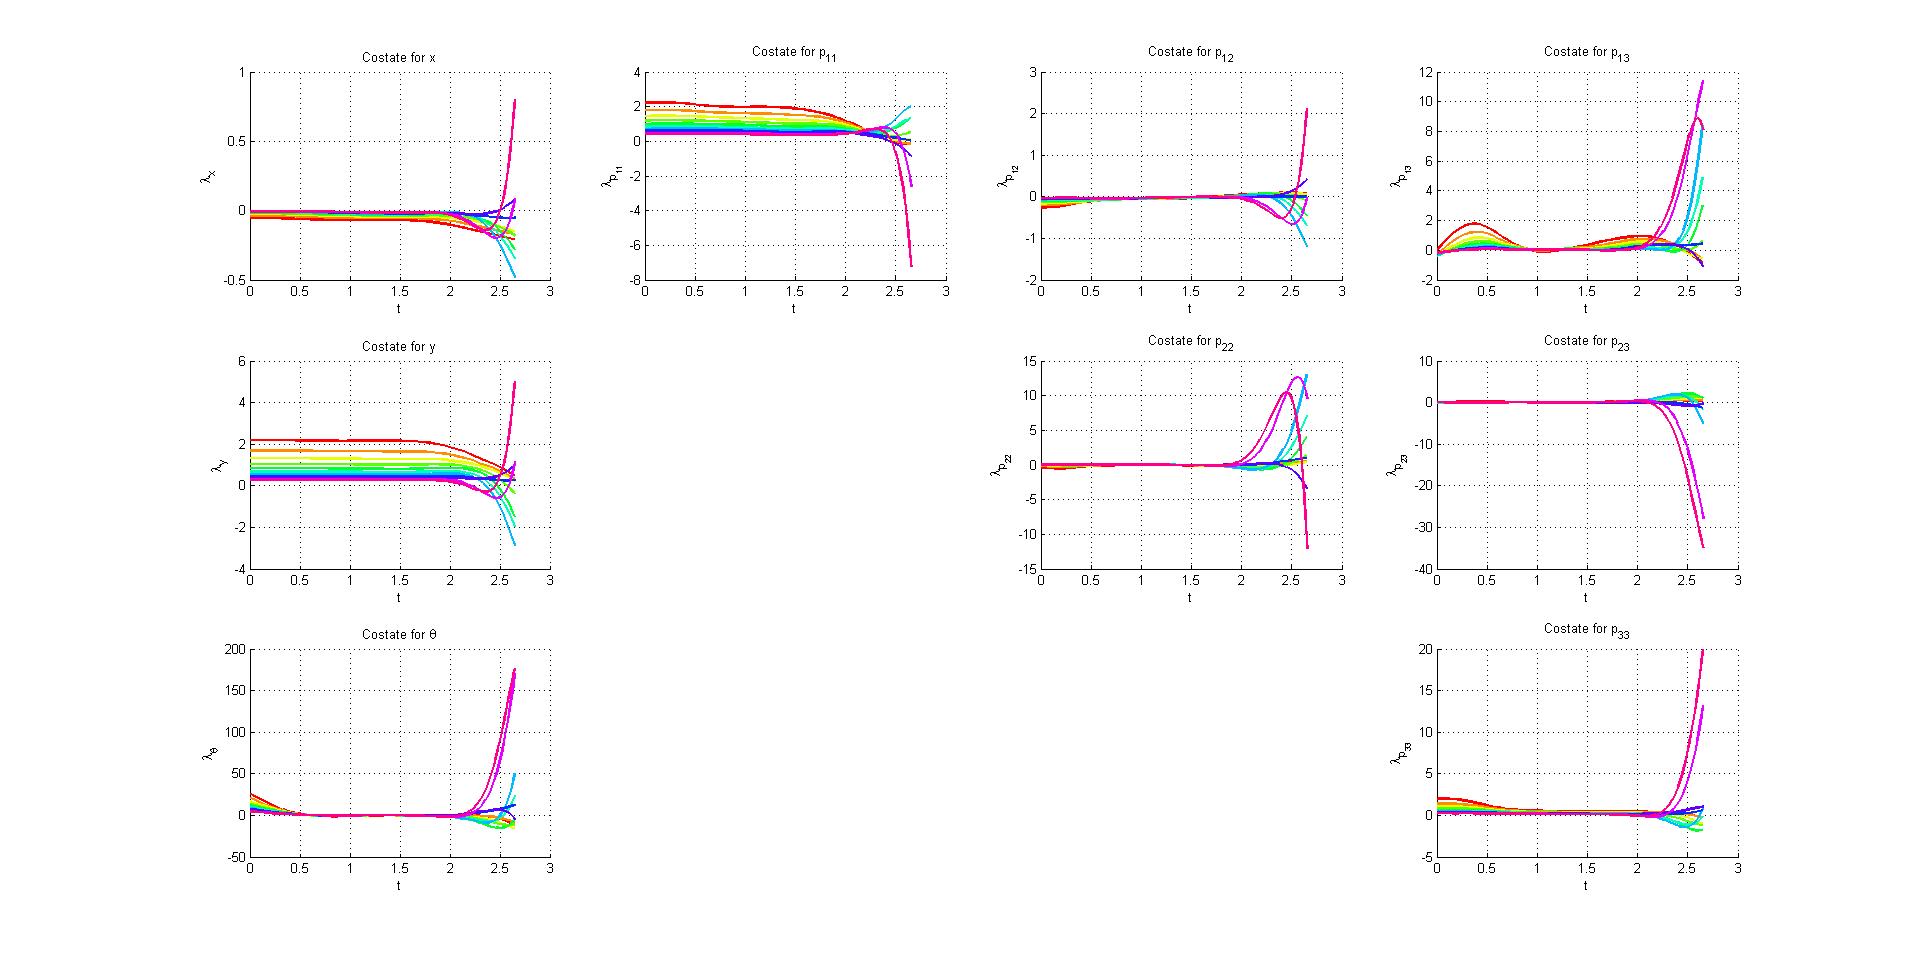 Costate for x
1
0.5
0
-0.5
λx
0 0.5 1 1.5 2 2.5 3
t
Costate for p11
4
2
0
-2
-4
-6
-8
λp11
0 0.5 1 1.5 2 2.5 3
t
Costate for p12
3
2
1
0
-1
-2
λp12
0 0.5 1 1.5 2 2.5 3
t
Costate for p13
12
10
8
6
4
2
0
-2
λp13
0 0.5 1 1.5 2 2.5 3
t
Costate for y
6
4
2
0
-2
-4
λy
0 0.5 1 1.5 2 2.5 3
t
Costate for p22
15
10
5
0
-5
-10
-15
λp22
0 0.5 1 1.5 2 2.5 3
t
Costate for p23
10
0
-10
-20
-30
-40
λp23
0 0.5 1 1.5 2 2.5 3
t
Costate for θ
200
150
100
50
0
-50
λθ
0 0.5 1 1.5 2 2.5 3
t
Costate for p33
20
15
10
5
0
-5
λp33
0 0.5 1 1.5 2 2.5 3
t